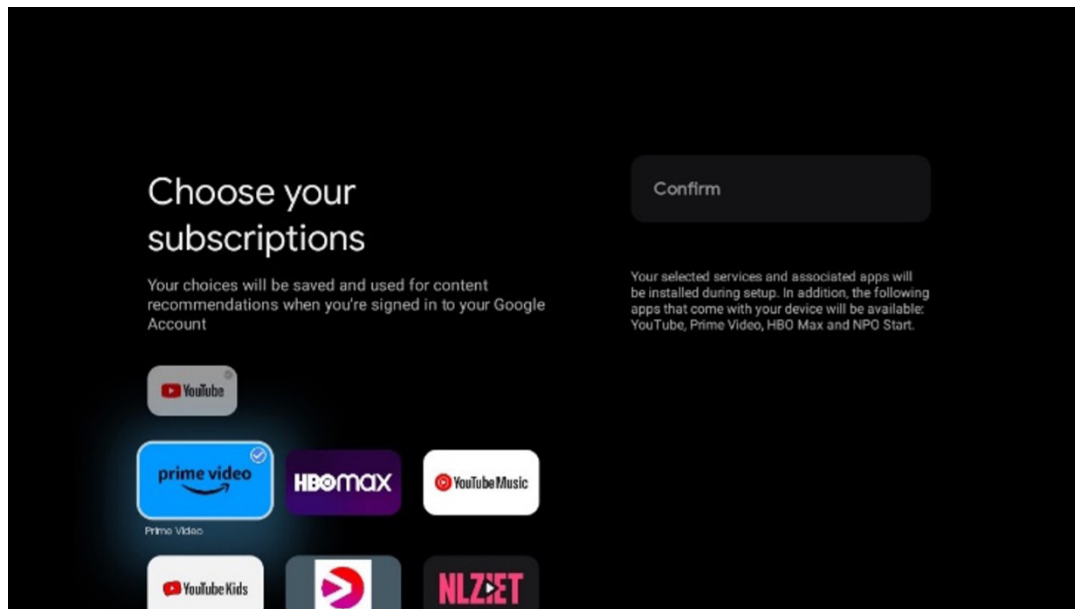 Choose your
subscriptions
Your choices will be saved and used for content
recommendations when you're signed in to your Google
Account
YouTube
prime video
HBOmax
YouTube Music
Prime Video
YouTube Kids
NLZIET
Confirm
Your selected services and associated apps will
be installed during setup. In addition, the following
apps that come with your device will be available:
YouTube, Prime Video, HBO Max and NPO Start.